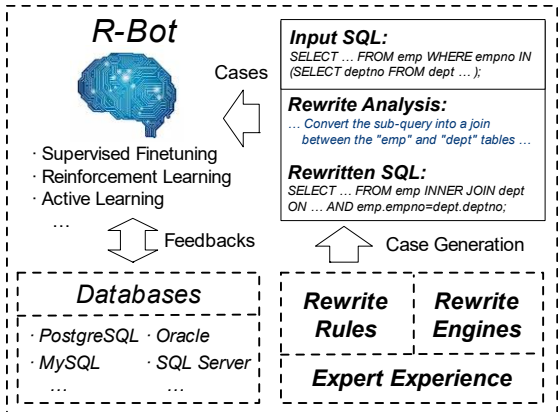 R-Bot
· Supervised Finetuning
· Reinforcement Learning
· Active Learning
…
Cases
Input SQL:
SELECT … FROM emp WHERE empno IN
(SELECT deptno FROM dept … );
Rewrite Analysis:
… Convert the sub-query into a join
between the "emp" and "dept" tables …
Rewritten SQL:
SELECT … FROM emp INNER JOIN dept
ON … AND emp.empno=dept.deptno;
Feedbacks
Case Generation
Databases
· PostgreSQL · Oracle
· MySQL · SQL Server
… …
Rewrite
Rules
Rewrite
Engines
Expert Experience